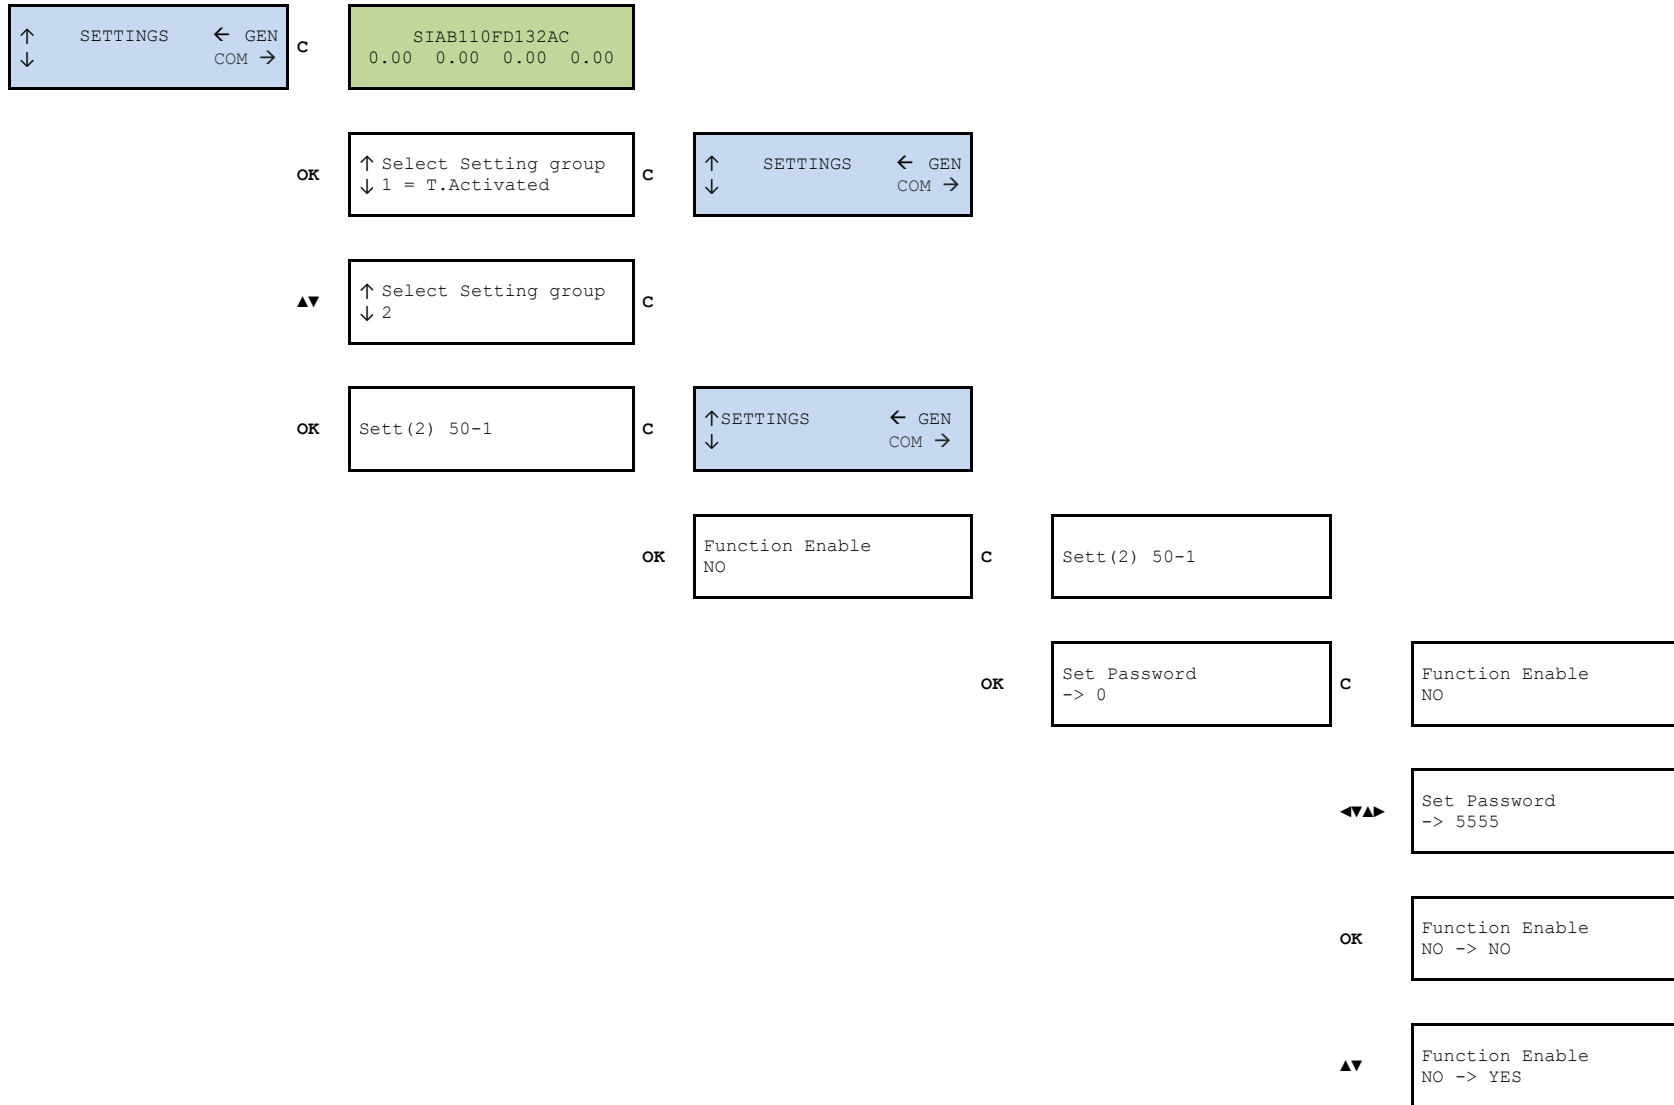 ↑ SETTINGS ← GEN
↓ COM →
C
SIAB110FD132AC
0.00 0.00 0.00 0.00
OK
↑ Select Setting group
↓ 1 = T.Activated
C
↑ SETTINGS ← GEN
↓ COM →
▲▼
↑ Select Setting group
↓ 2
C
OK
Sett(2) 50-1
C
↑SETTINGS ← GEN
↓ COM →
OK
Function Enable
NO
C
Sett(2) 50-1
OK
Set Password
-> 0
C
Function Enable
NO
◄▼▲►
Set Password
-> 5555
OK
Function Enable
NO -> NO
▲▼
Function Enable
NO -> YES